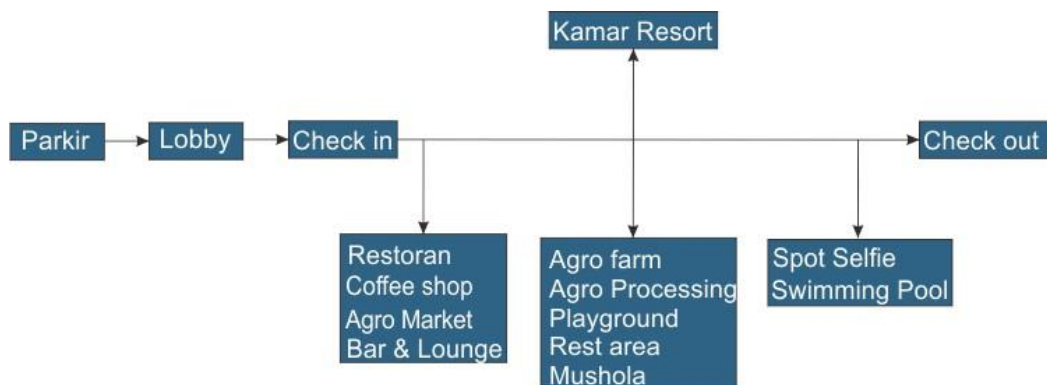 Kamar Resort
Parkir
Lobby
Check in
Check out
Restoran
Coffee shop
Agro Market
Bar & Lounge
Agro farm
Agro Processing
Playground
Rest area
Mushola
Spot Selfie
Swimming Pool